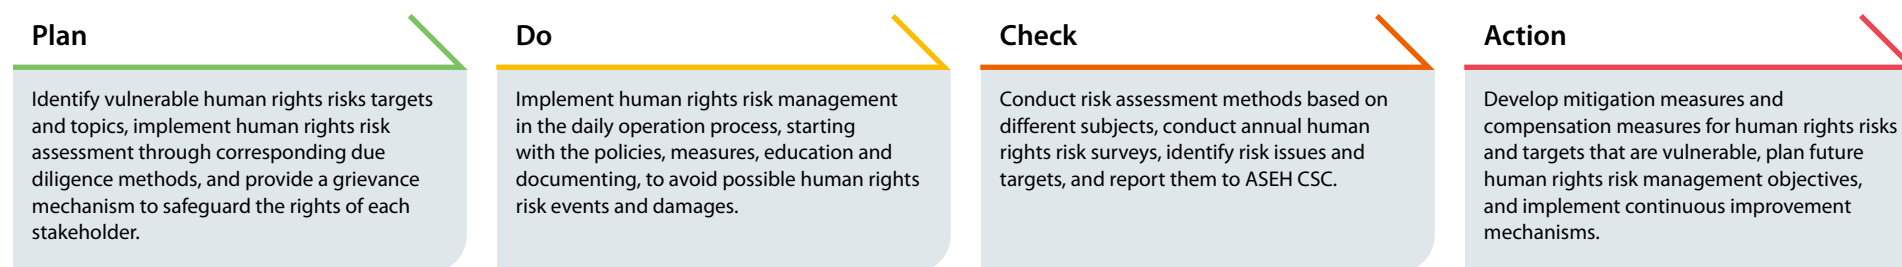 Plan
Identify vulnerable human rights risks targets
and topics, implement human rights risk
assessment through corresponding due
diligence methods, and provide a grievance
mechanism to safeguard the rights of each
stakeholder.
Do
Implement human rights risk management
in the daily operation process, starting
with the policies, measures, education and
documenting, to avoid possible human rights
risk events and damages.
Check
Conduct risk assessment methods based on
different subjects, conduct annual human
rights risk surveys, identify risk issues and
targets, and report them to ASEH CSC.
Action
Develop mitigation measures and
compensation measures for human rights risks
and targets that are vulnerable, plan future
human rights risk management objectives,
and implement continuous improvement
mechanisms.